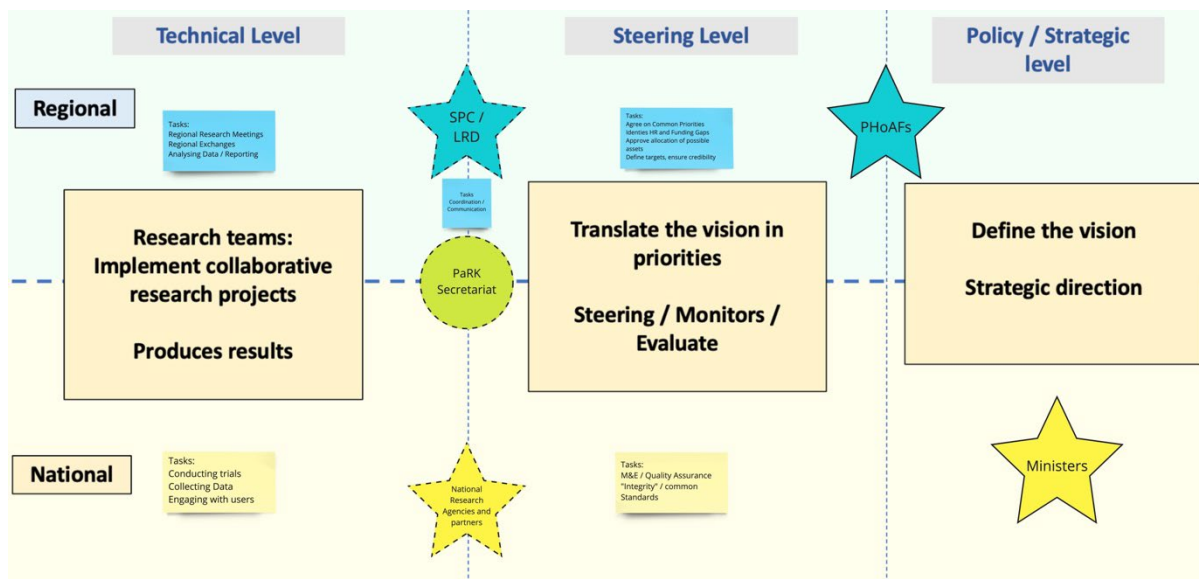 Technical Level
Steering Level
Policy / Strategic
level
Regional
Tasks:
Regional Research Meetings
Regional Exchanges
Analysing Data / Reporting
SPC /
LRD
Tasks:
Agree on Common Priorities
Identies HR and Funding Gaps
Approve allocation of possible
assets
Define targets, ensure credibility
PHoAFs
Tasks
Coordination /
Communication
Research teams:
Implement collaborative
research projects
Produces results
PaRK
Secretariat
Translate the vision in
priorities
Steering / Monitors /
Evaluate
Define the vision
Strategic direction
National
Tasks:
Conducting trials
Collecting Data
Engaging with users
National
Research
Agencies and
partners
Tasks:
M&E / Quality Assurance
"Integrity" / common
Standards
Ministers